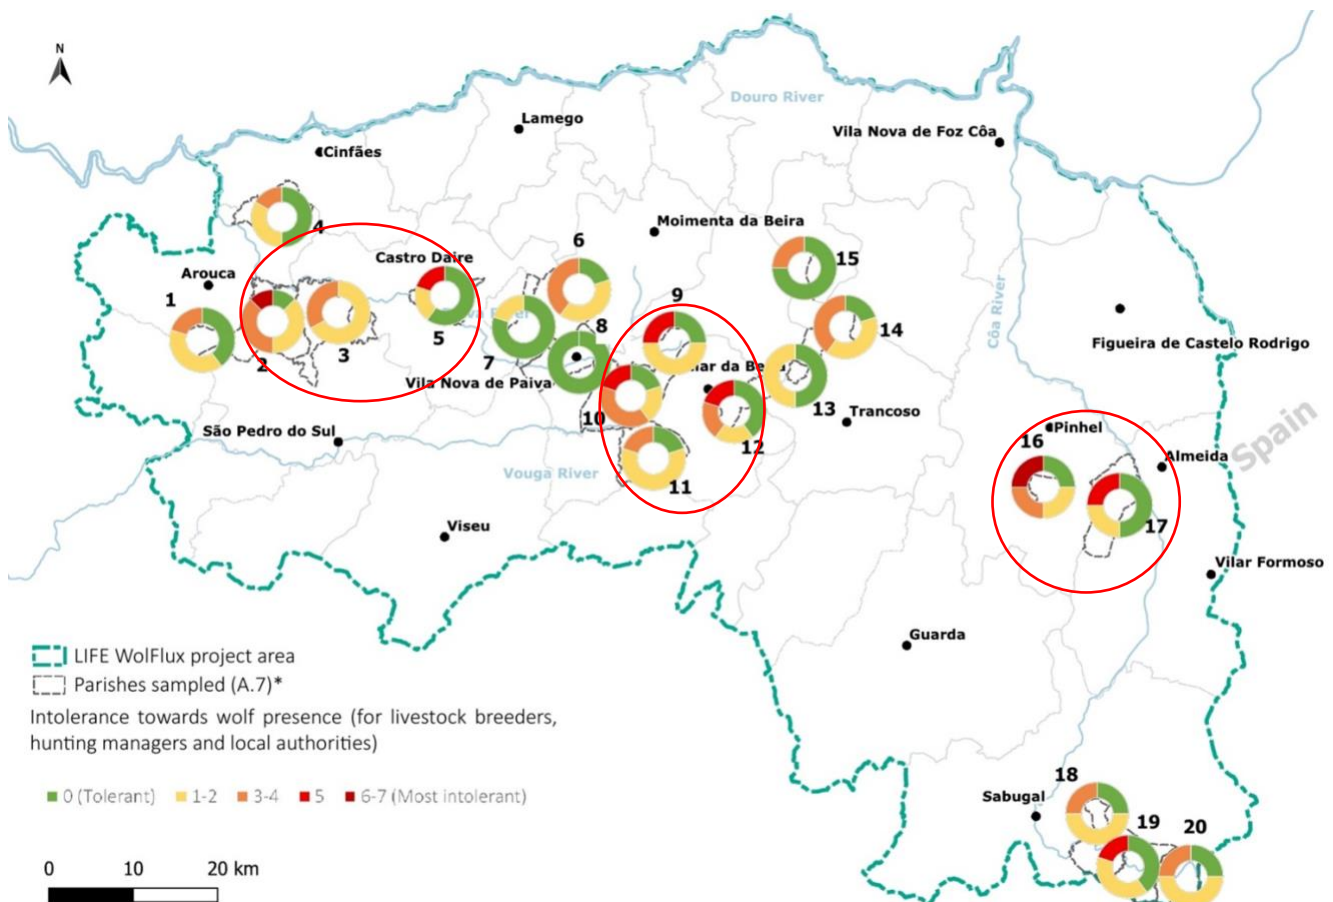 N
Douro River
Lamego
Vila Nova de Foz Côa
Cinfães
4
Moimenta da Beira
6
Castro Daire
15
Arouca
1
9
Côa River
8
14
Figueira de Castelo Rodrigo
5
2
3
7
Vila Nova de Paiva
13
Trancoso
10
São Pedro do Sul
12
Pinhel
16
Spain
Almeida
Vouga River
11
Viseu
17
Vilar Formoso
Guarda
LIFE WolFlux project area
Parishes sampled (A.7)*
Intolerance towards wolf presence (for livestock breeders,
hunting managers and local authorities)
0 (Tolerant) 1-2 3-4 5 6-7 (Most intolerant)
18
Sabugal
19
20
0 10 20 km